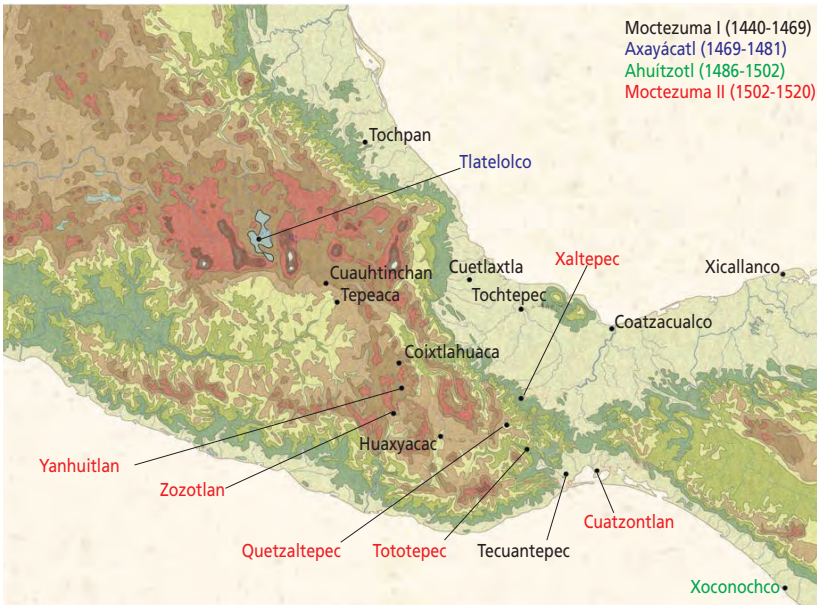 Moctezuma I (1440-1469)
Axayácatl (1469-1481)
Ahuítzotl (1486-1502)
Moctezuma II (1502-1520)
Tochpan
Tlatelolco
Cuauhtinchan
Cuetlaxtla
Xaltepec
Xicallanco
Tepeaca
Tochtepec
Coatzacualco
Coixtlahuaca
Huaxyacac
Yanhuitlan
Zozotlan
Cuatzontlan
Quetzaltepec
Tototepec
Tecuantepec
Xoconochco